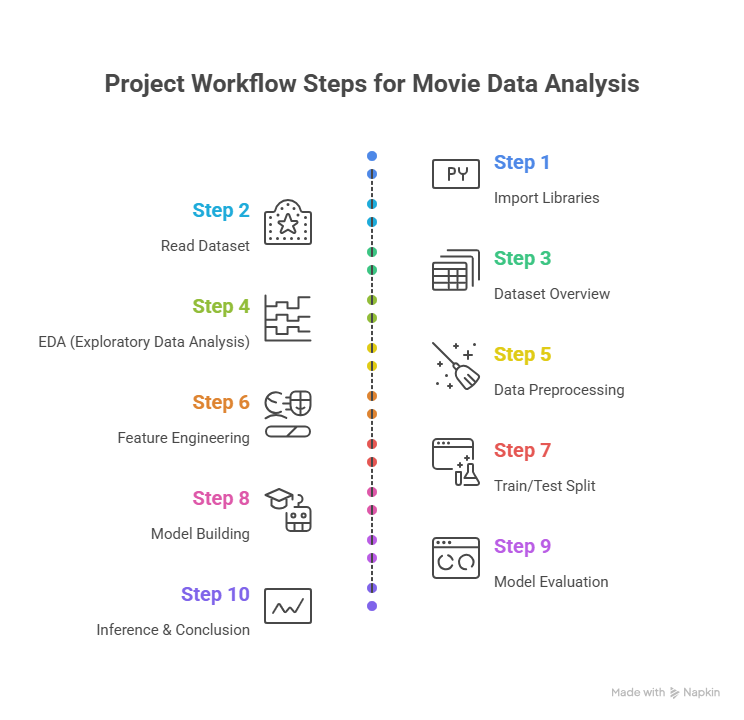 Project Workflow Steps for Movie Data Analysis
PY
Step 1
Import Libraries
Step 2
Read Dataset
Step 3
Dataset Overview
Step 4
EDA (Exploratory Data Analysis)
Step 5
Data Preprocessing
Step 6
Feature Engineering
Step 7
Train/Test Split
Step 8
Model Building
Step 9
Model Evaluation
Step 10
Inference & Conclusion
Made with Napkin